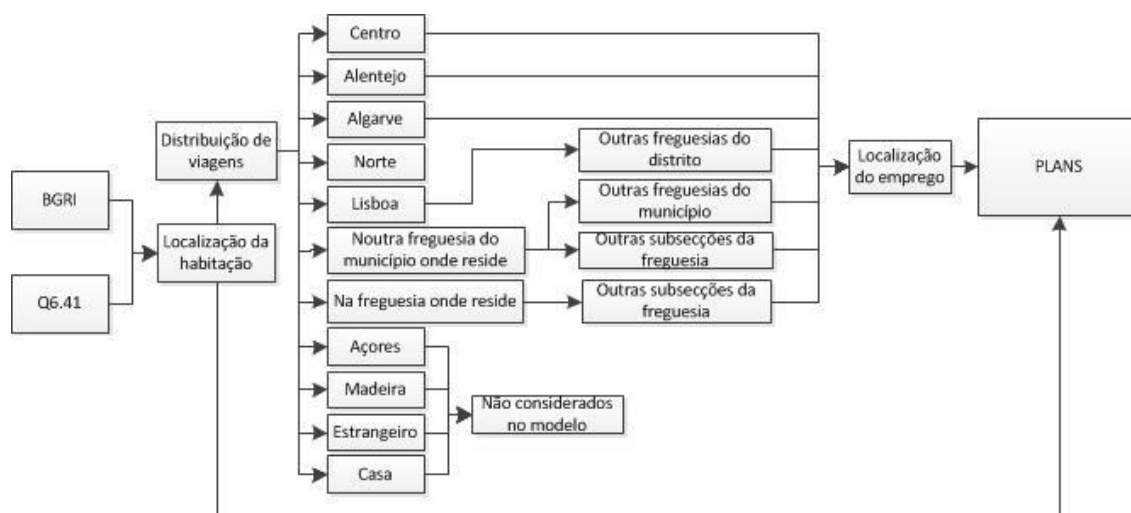 BGRI
Q6.41
Distribuição de
viagens
Localização da
habitação
Centro
Alentejo
Algarve
Norte
Lisboa
Noutra freguesia do
município onde reside
Na freguesia onde reside
Açores
Madeira
Estrangeiro
Casa
Outras freguesias do
distrito
Outras freguesias do
município
Outras subsecções da
freguesia
Outras subsecções da
freguesia
Não considerados
no modelo
Localização
do emprego
PLANS